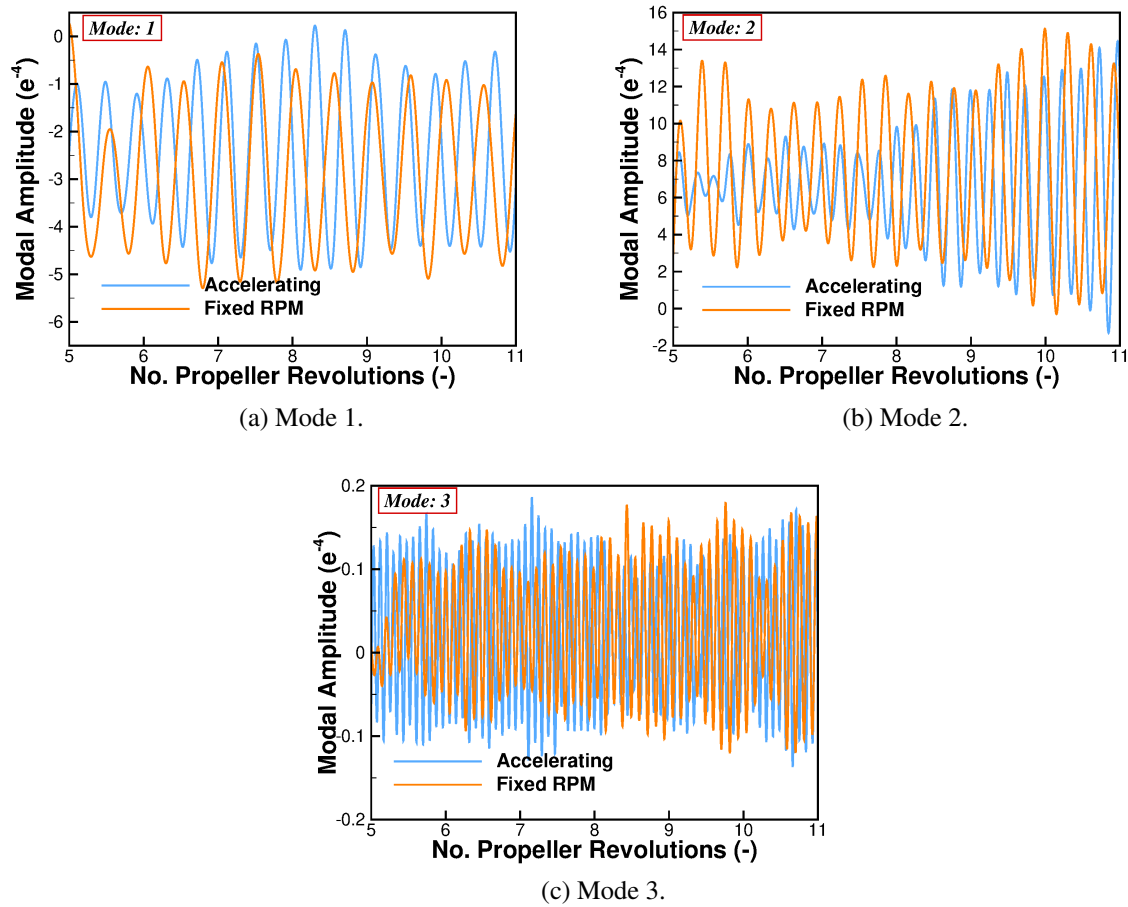 Mode: 1
Modal Amplitude (e-4)
0
-1
-2
-3
-4
-5
-6
5 6 7 8 9 10 11
Accelerating
Fixed RPM
No. Propeller Revolutions (-)
(a) Mode 1.
Mode: 2
Modal Amplitude (e-4)
16
14
12
10
8
6
4
2
0
-2
5 6 7 8 9 10 11
Accelerating
Fixed RPM
No. Propeller Revolutions (-)
(b) Mode 2.
Mode: 3
Modal Amplitude (e-4)
0.2
0.1
0
-0.1
-0.2
5 6 7 8 9 10 11
Accelerating
Fixed RPM
No. Propeller Revolutions (-)
(c) Mode 3.